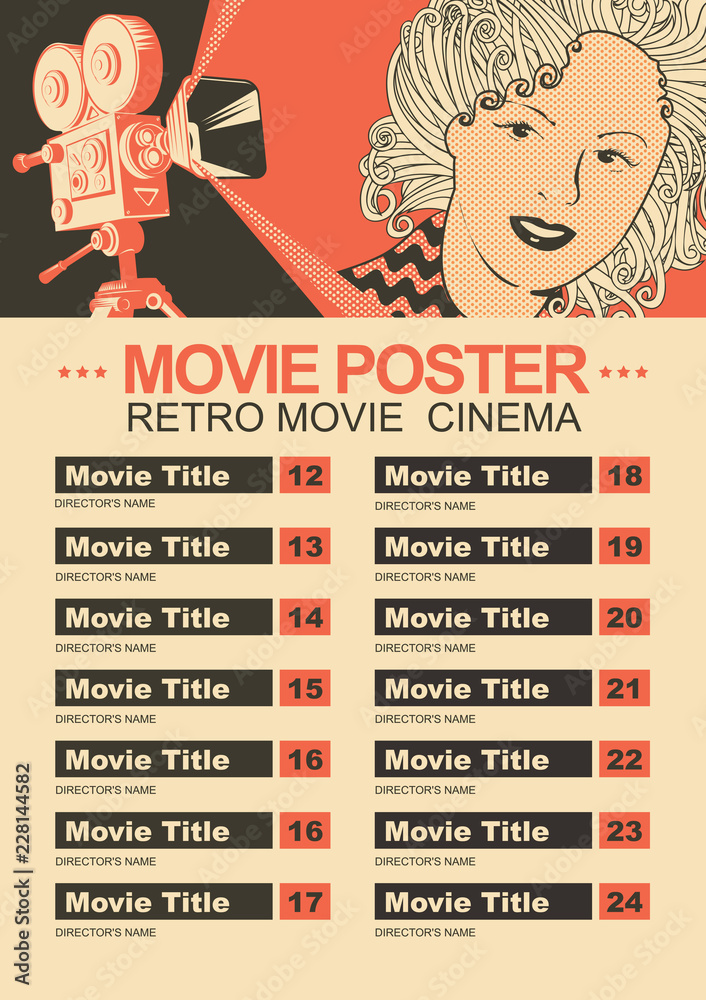 MOVIE POSTER
RETRO MOVIE CINEMA
Movie Title 12
DIRECTOR'S NAME
Movie Title 13
DIRECTOR'S NAME
Movie Title 14
DIRECTOR'S NAME
Movie Title 15
DIRECTOR'S NAME
Movie Title 16
DIRECTOR'S NAME
Movie Title 16
DIRECTOR'S NAME
Movie Title 17
DIRECTOR'S NAME
Movie Title 18
DIRECTOR'S NAME
Movie Title 19
DIRECTOR'S NAME
Movie Title 20
DIRECTOR'S NAME
Movie Title 21
DIRECTOR'S NAME
Movie Title 22
DIRECTOR'S NAME
Movie Title 23
DIRECTOR'S NAME
Movie Title 24
DIRECTOR'S NAME
Adobe Stock | #228144582